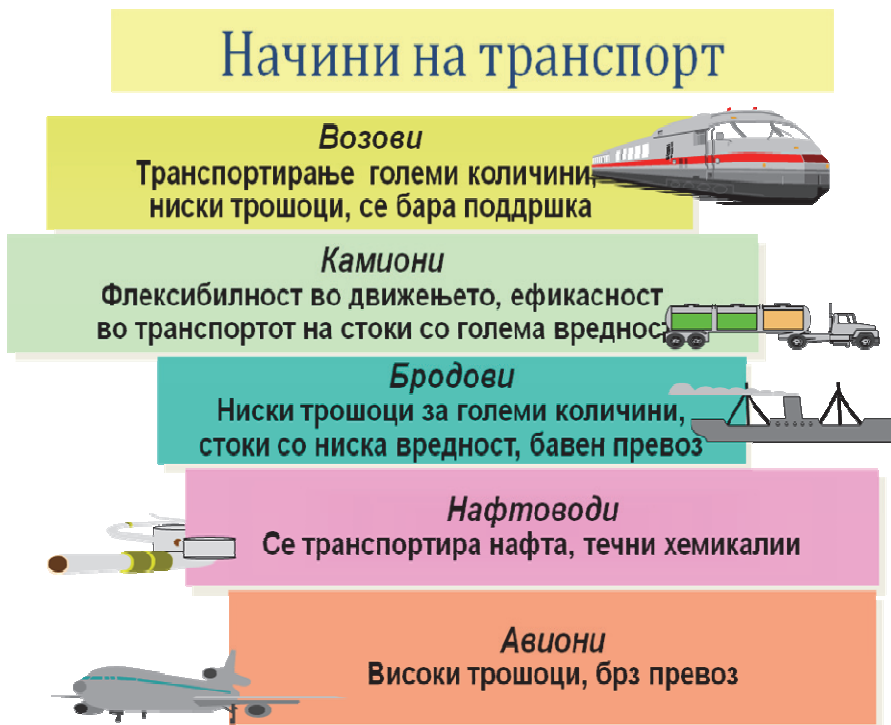 Начини на транспорт
Возови
Транспортирање големи количини,
ниски трошоци, се бара поддршка
Камиони
Флексибилност во движењето, ефикасност
во транспортот на стоки со голема вредност
Бродови
Ниски трошоци за големи количини,
стоки со ниска вредност, бавен превоз
Нафтоводи
Се транспортира нафта, течни хемикалии
Авиони
Високи трошоци, брз превоз